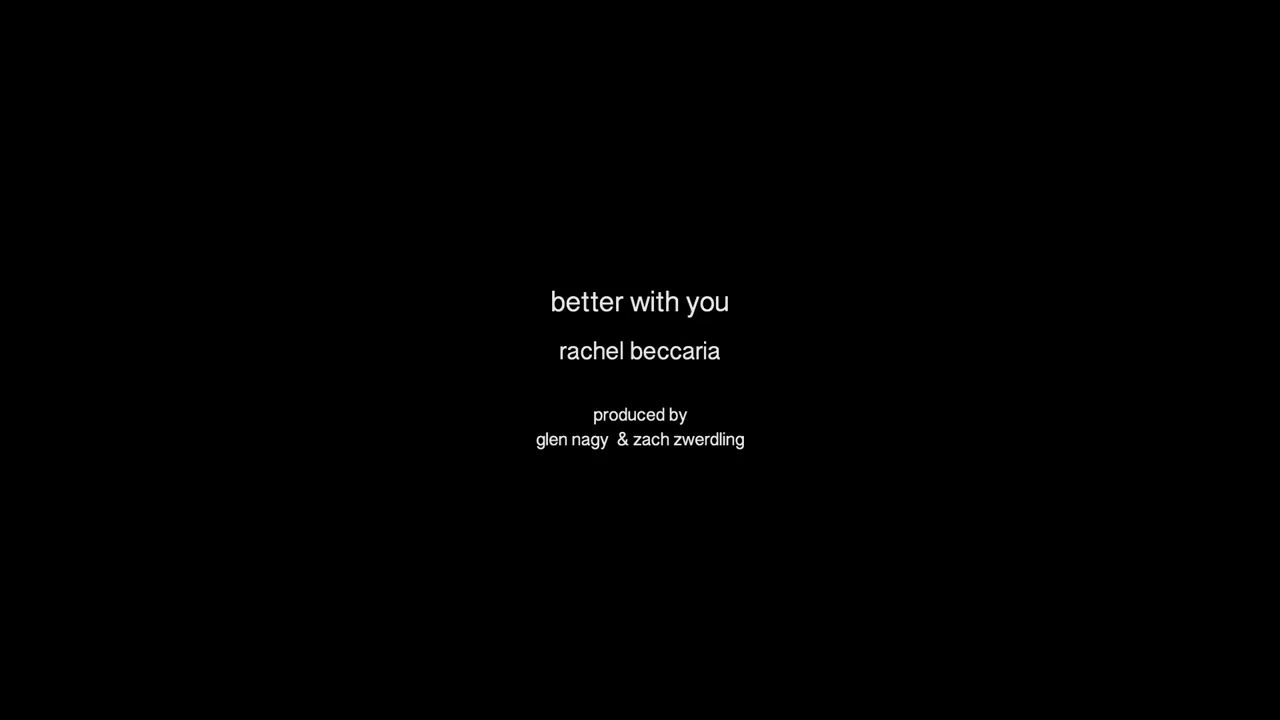 better with you
rachel beccaria
produced by
glen nagy  & zach zwerdling